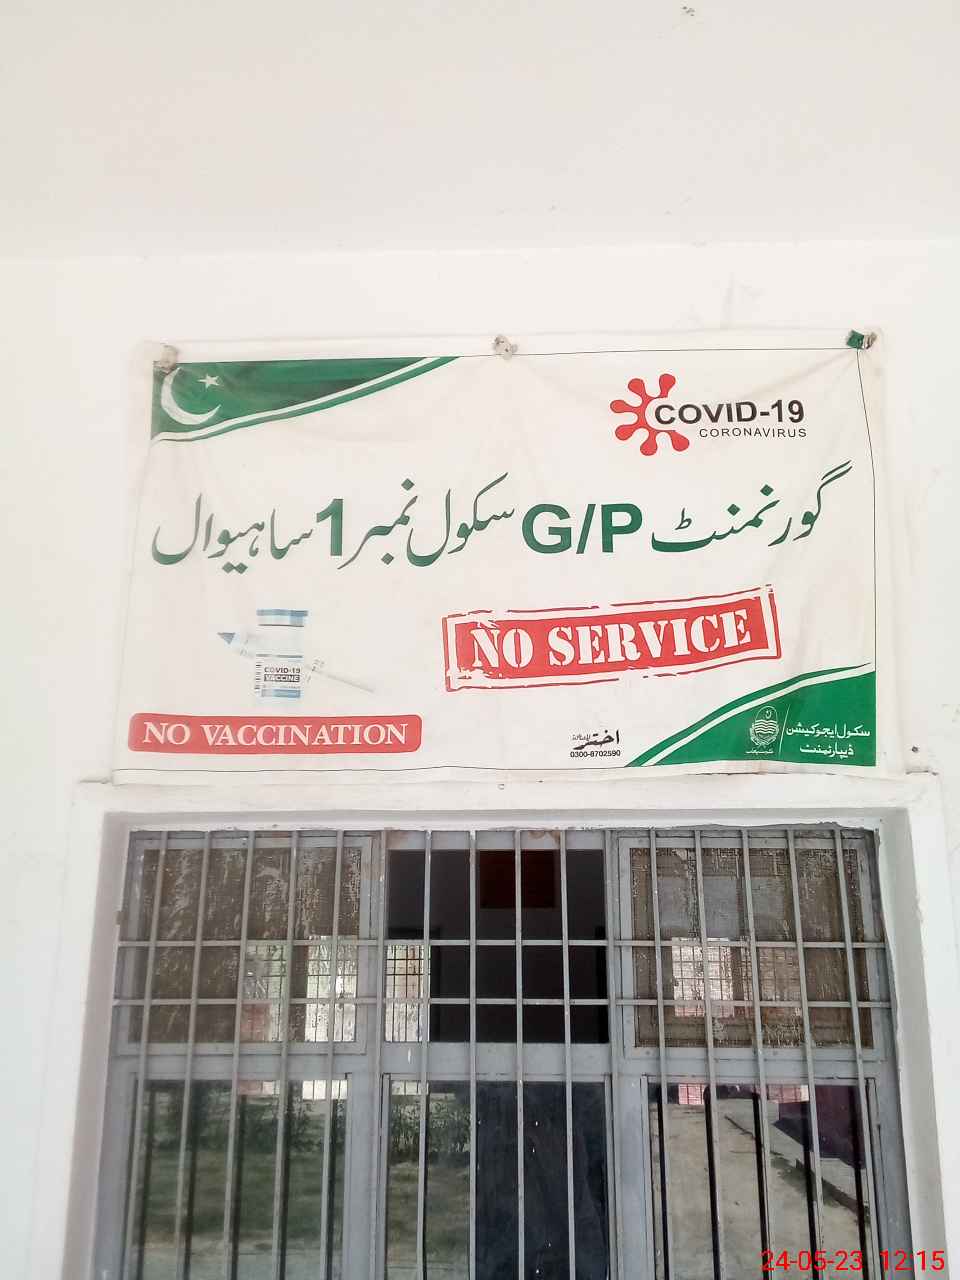 COVID-19
CORONAVIRUS
گورنمنٹ G/P سکول نمبر 1 ساہیوال
NO SERVICE
COVID-19
VACCINE
NO VACCINATION
اختر
0300-8702590
سکول ایجوکیشن
ڈیپارٹمنٹ
24-05-23 12:15